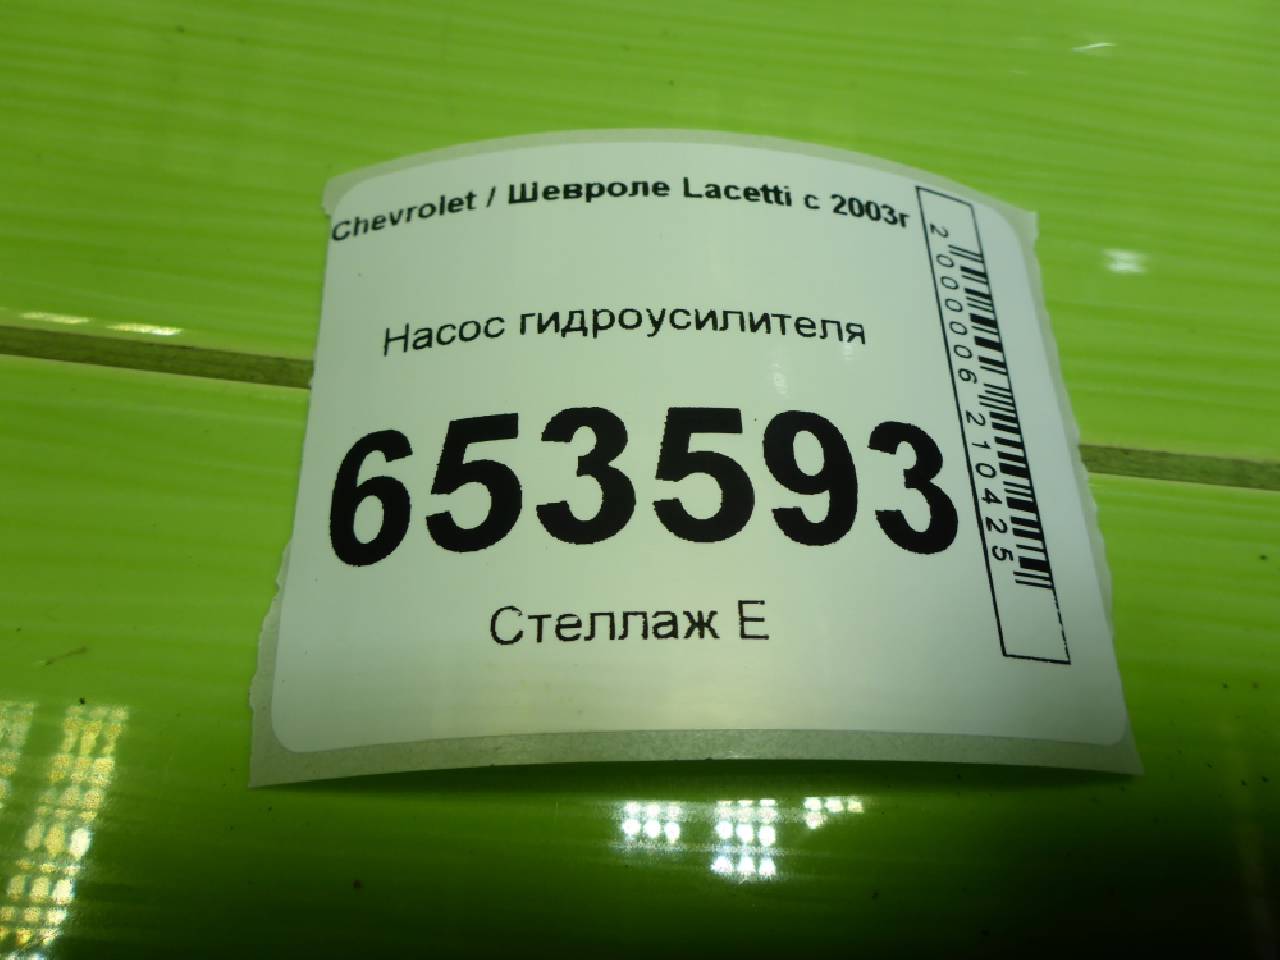 Chevrolet / Шевроле Lacetti с 2003г
Насос гидроусилителя
653593
Стеллаж Е
2000006210425